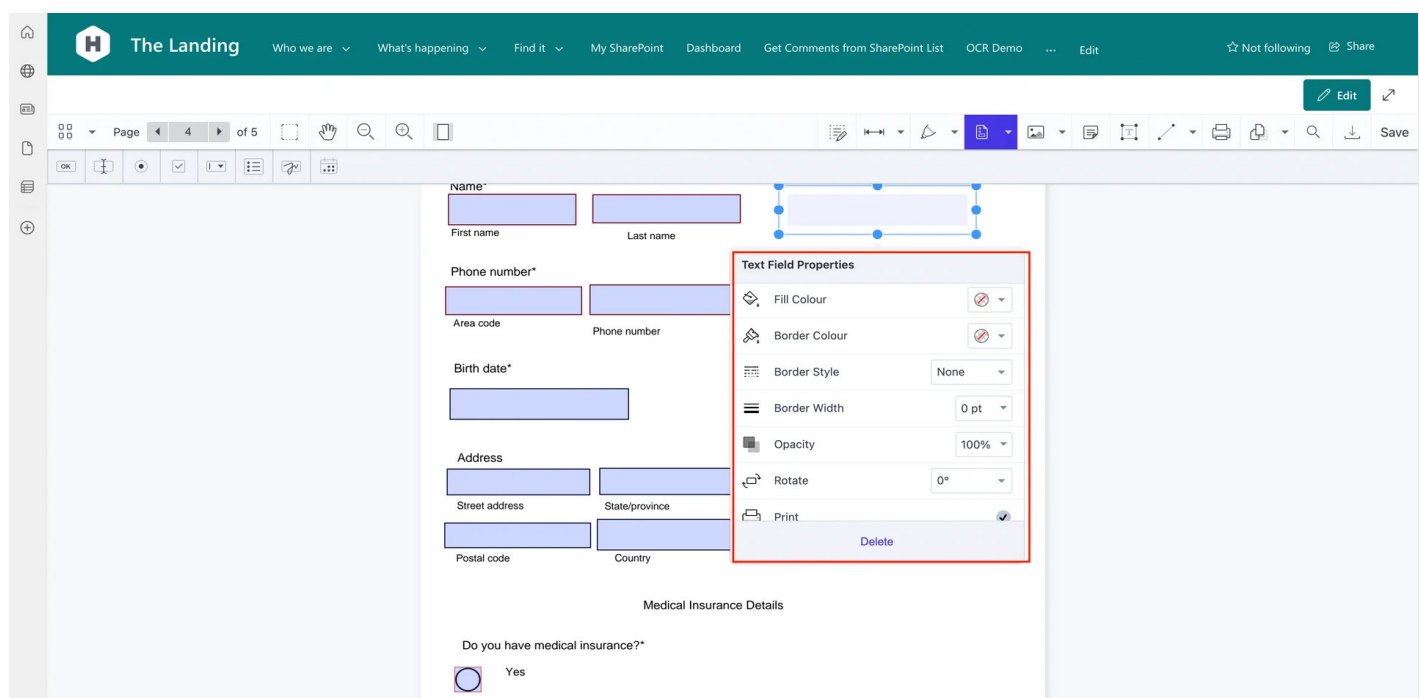 H The Landing Who we are What's happening Find it My SharePoint Dashboard Get Comments from SharePoint List OCR Demo ... Edit Not following Share
Edit
Page 4 of 5 T Save
OK I
Name*
First name Last name
Text Field Properties
Phone number*
Fill Colour
Area code Phone number
Border Colour
Birth date*
Border Style None
Border Width 0 pt
Opacity 100%
Address
Rotate 0°
Street address State/province
Print
Delete
Postal code Country
Medical Insurance Details
Do you have medical insurance?*
Yes